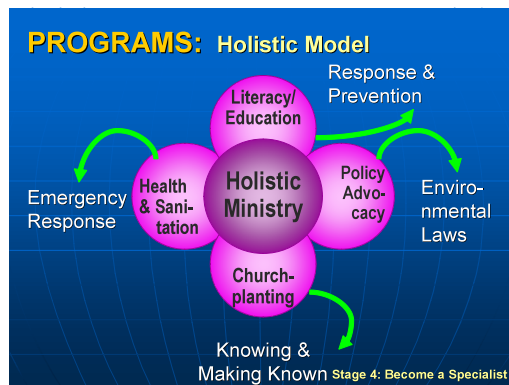 PROGRAMS: Holistic Model
Response &
Prevention
Literacy/
Education
Emergency
Response
Health
& Sani-
tation
Holistic
Ministry
Policy
Advo-
cacy
Enviro-
nmental
Laws
Church-
planting
Knowing &
Making Known
Stage 4: Become a Specialist